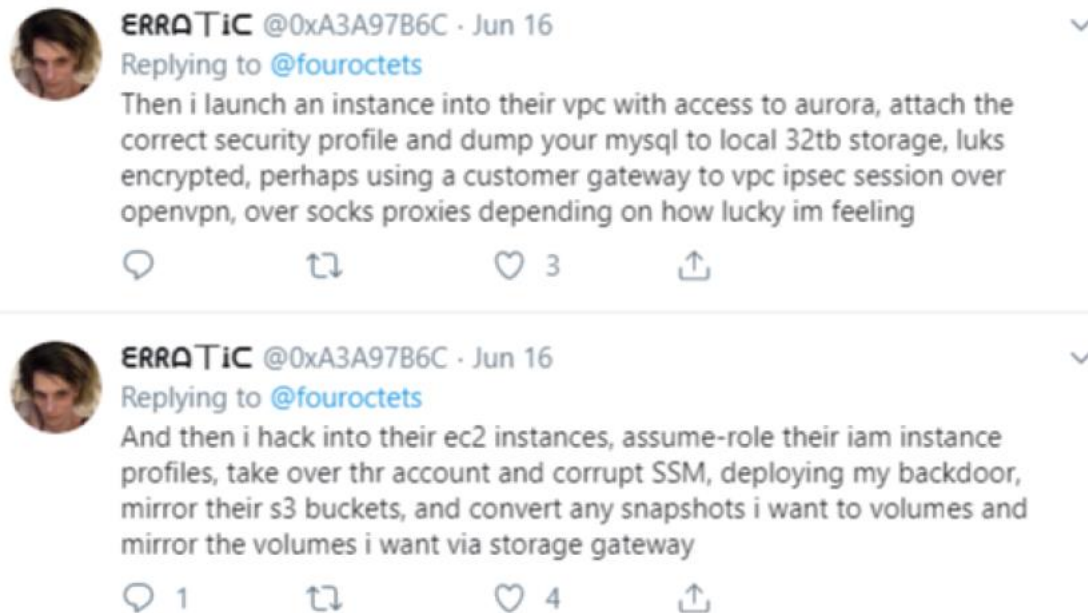 ERRATiC @0xA3A97B6C · Jun 16
Replying to @fouroctets
Then i launch an instance into their vpc with access to aurora, attach the
correct security profile and dump your mysql to local 32tb storage, luks
encrypted, perhaps using a customer gateway to vpc ipsec session over
openvpn, over socks proxies depending on how lucky im feeling
3
ERRATiC @0xA3A97B6C · Jun 16
Replying to @fouroctets
And then i hack into their ec2 instances, assume-role their iam instance
profiles, take over thr account and corrupt SSM, deploying my backdoor,
mirror their s3 buckets, and convert any snapshots i want to volumes and
mirror the volumes i want via storage gateway
1 4